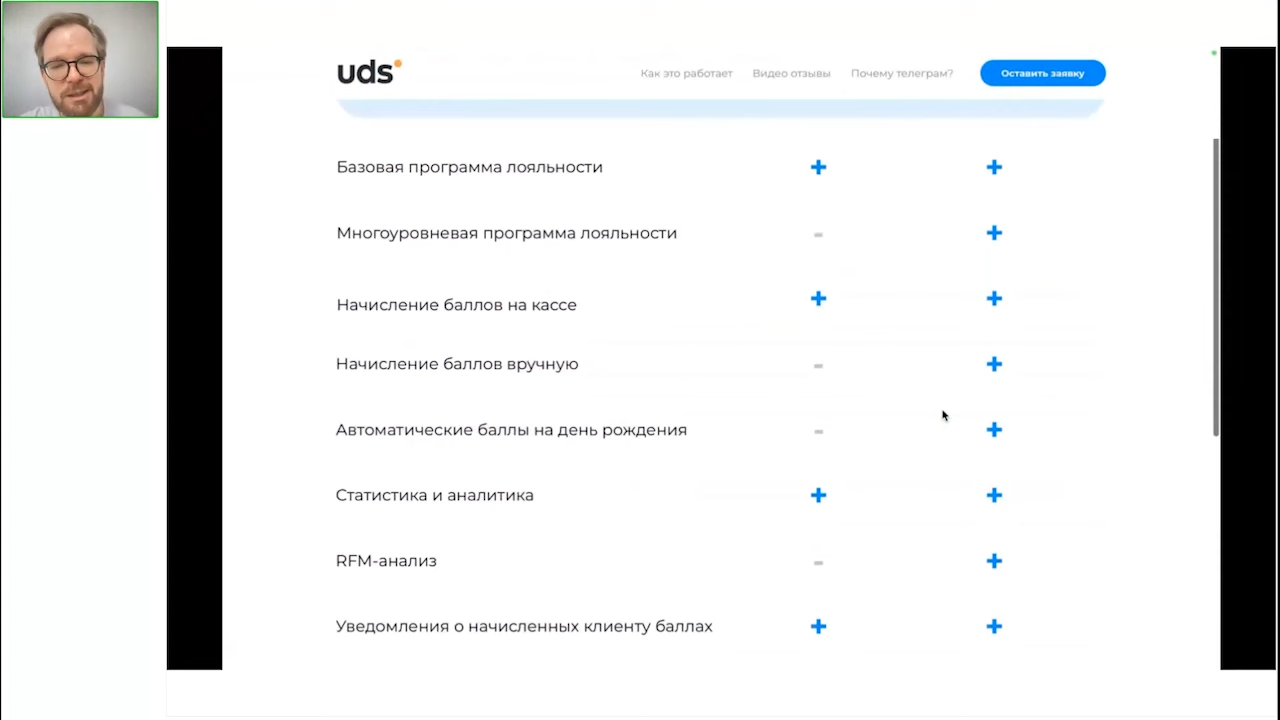 uds
Как это работает
Видео отзывы
Почему телеграм?
Оставить заявку
Базовая программа лояльности + +
Многоуровневая программа лояльности - +
Начисление баллов на кассе + +
Начисление баллов вручную - +
Автоматические баллы на день рождения - +
Статистика и аналитика + +
RFM-анализ - +
Уведомления о начисленных клиенту баллах + +